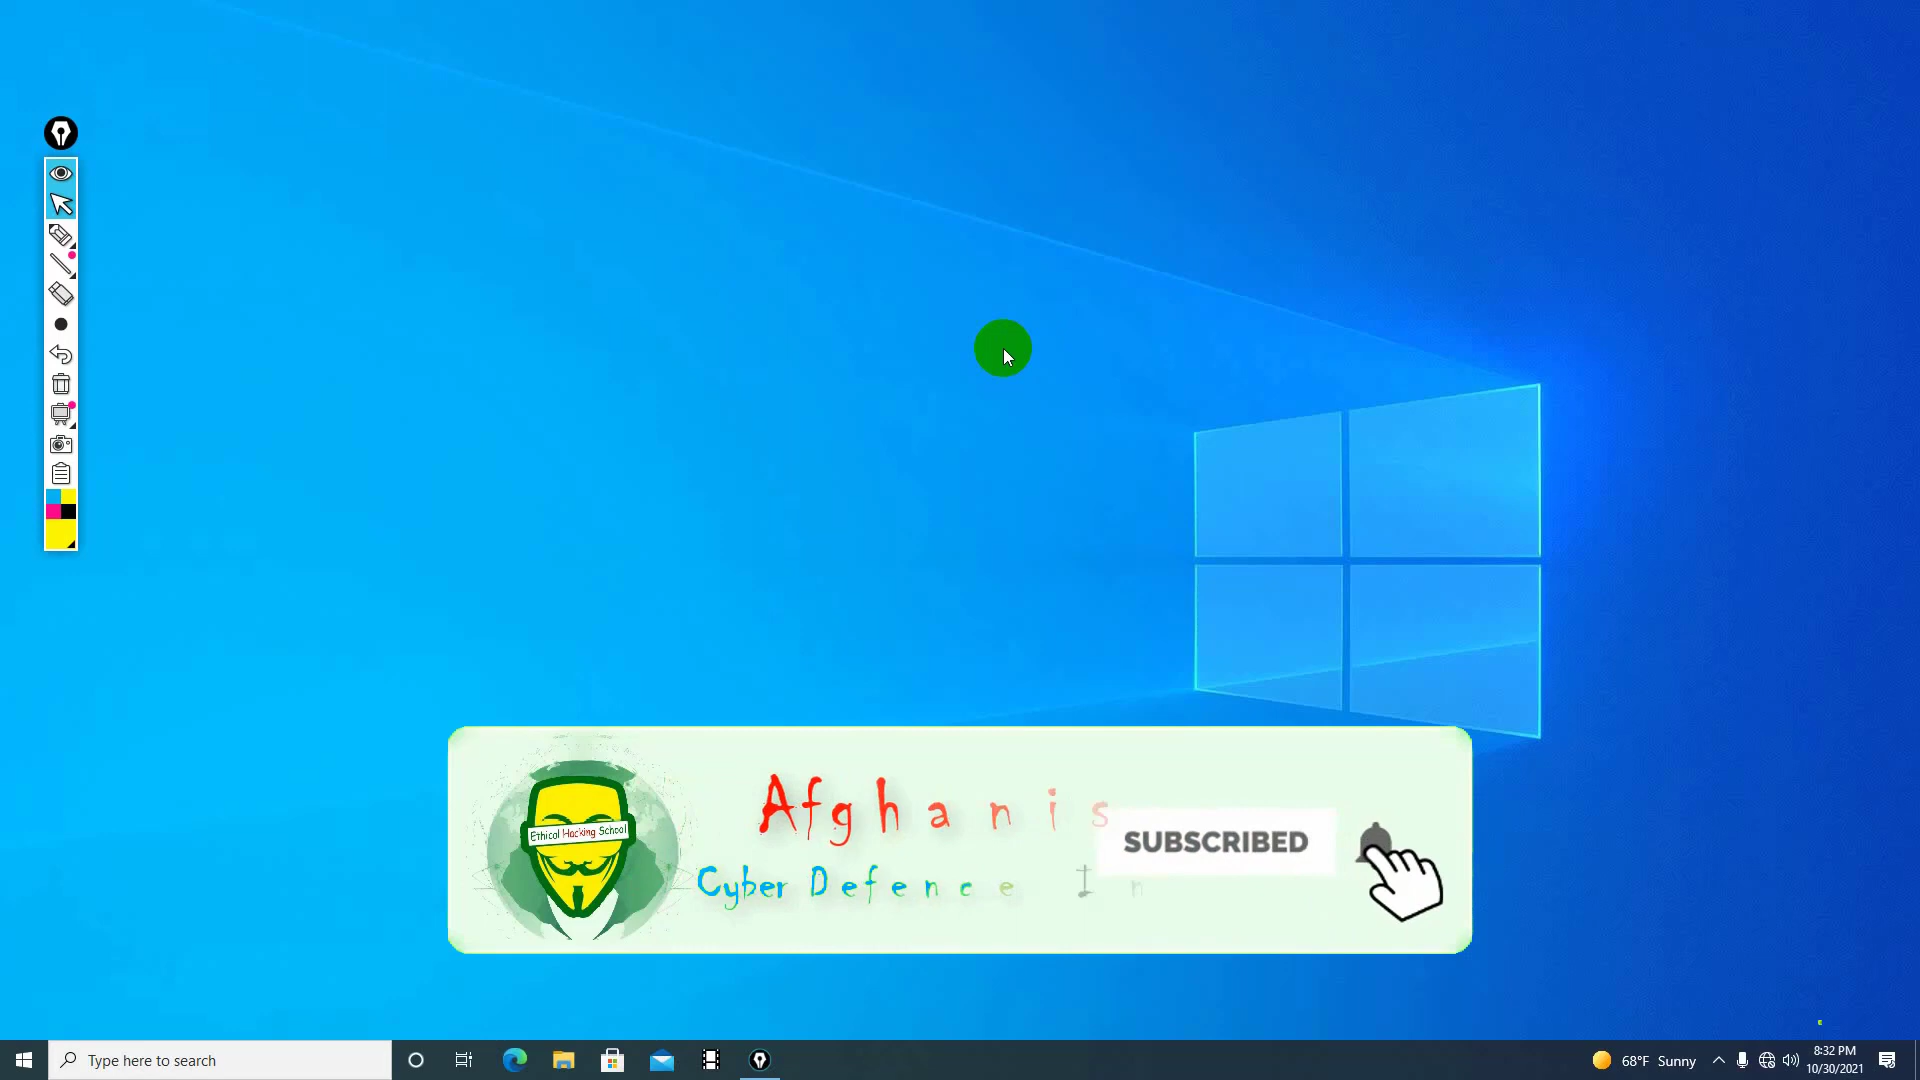 Ethical Hacking School
Afghanis
Cyber Defence In
SUBSCRIBED
Type here to search
68°F Sunny
8:32 PM
10/30/2021